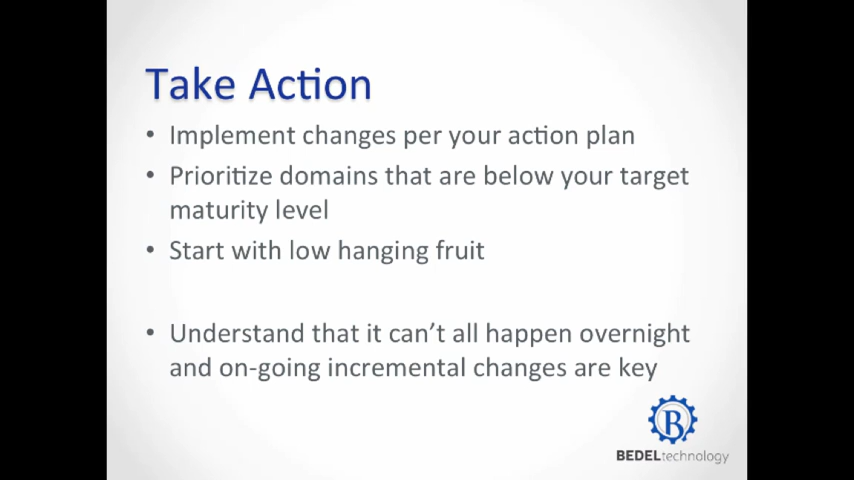 Take Action
• Implement changes per your action plan
• Prioritize domains that are below your target
maturity level
• Start with low hanging fruit
• Understand that it can't all happen overnight
and on-going incremental changes are key
B
BEDELtechnology